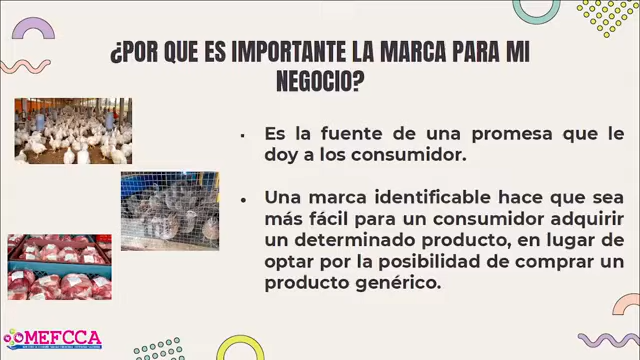 ¿POR QUE ES IMPORTANTE LA MARCA PARA MI
NEGOCIO?
▪ Es la fuente de una promesa que le
doy a los consumidor.
• Una marca identificable hace que sea
más fácil para un consumidor adquirir
un determinado producto, en lugar de
optar por la posibilidad de comprar un
producto genérico.
MEFCCA